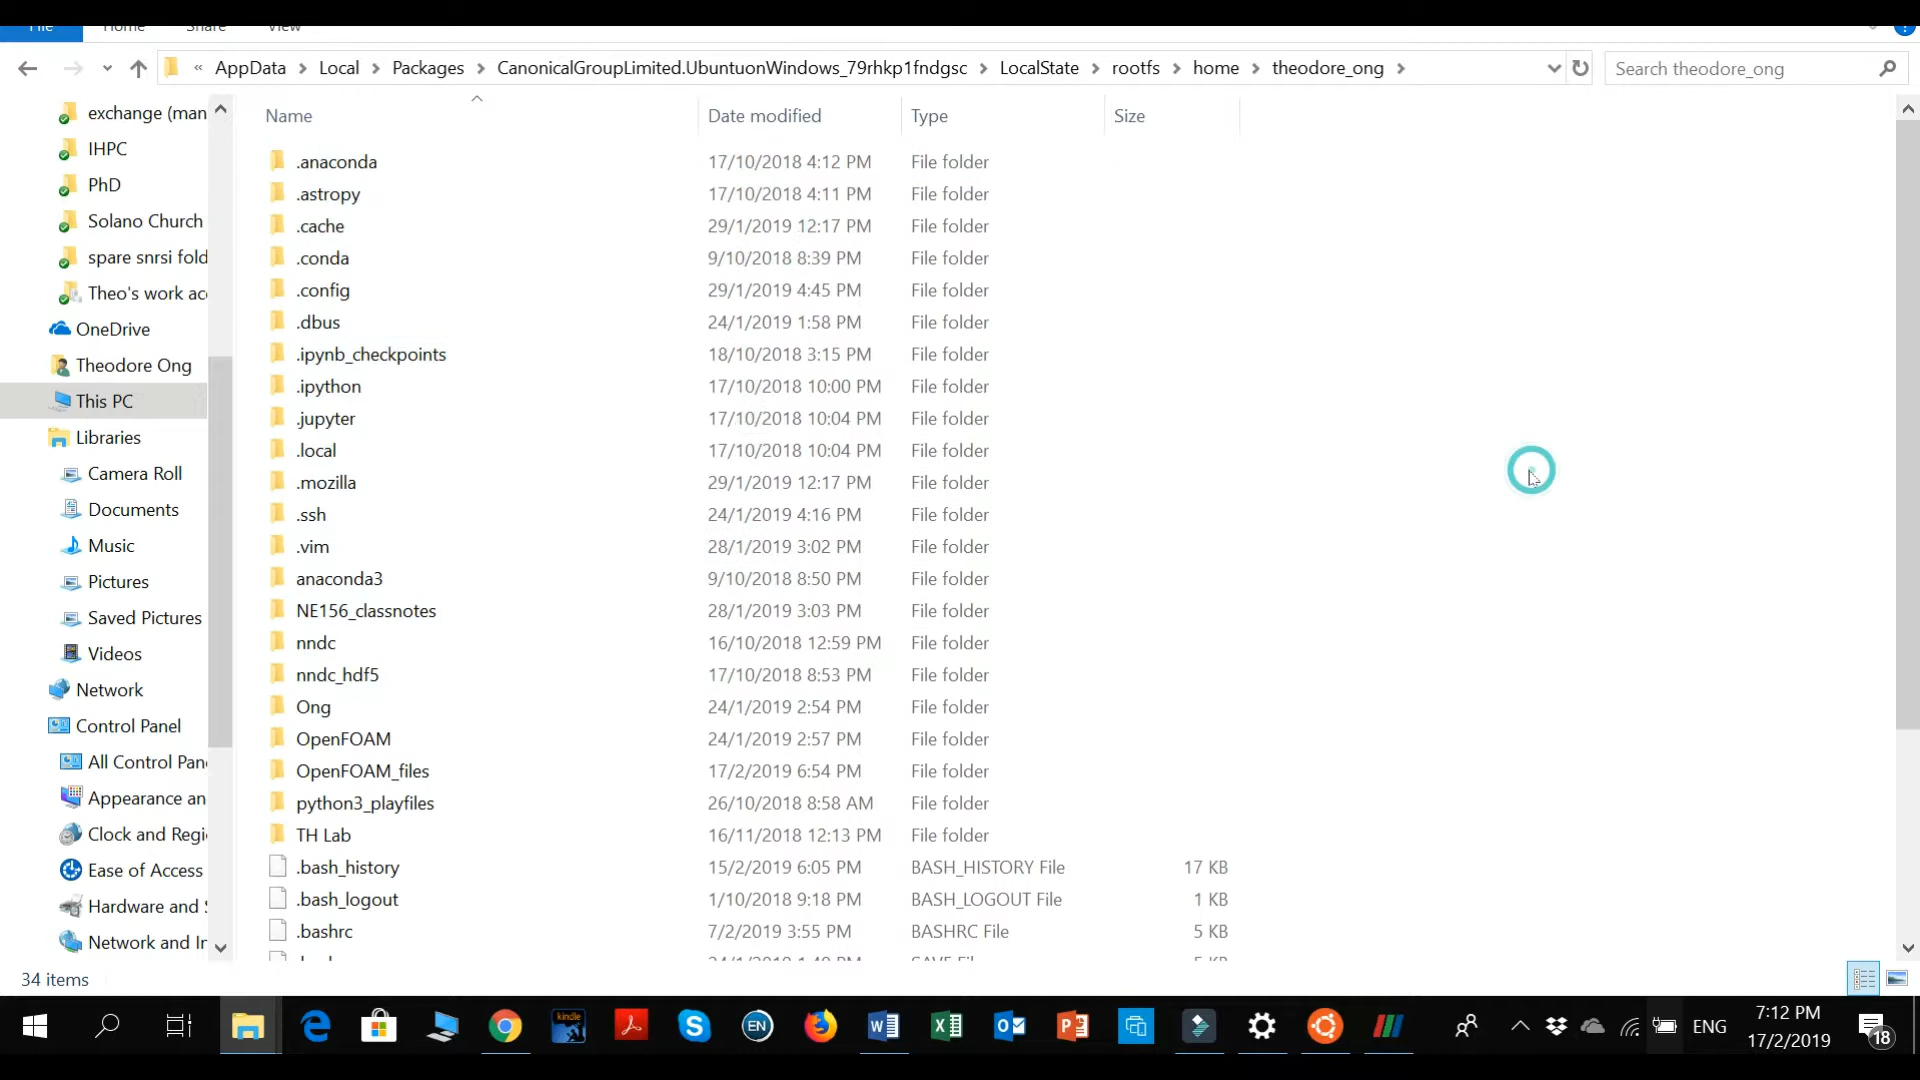 File Home Share View
« AppData Local Packages CanonicalGroupLimited.UbuntuonWindows_79rhkp1fndgsc LocalState rootfs home theodore_ong Search theodore_ong
exchange (man
IHPC
PhD
Solano Church
spare snrsi fold
Theo's work ac
OneDrive
Theodore Ong
This PC
Libraries
Camera Roll
Documents
Music
Pictures
Saved Pictures
Videos
Network
Control Panel
All Control Pan
Appearance an
Clock and Regi
Ease of Access
Hardware and S
Network and In
Name Date modified Type Size
.anaconda 17/10/2018 4:12 PM File folder
.astropy 17/10/2018 4:11 PM File folder
.cache 29/1/2019 12:17 PM File folder
.conda 9/10/2018 8:39 PM File folder
.config 29/1/2019 4:45 PM File folder
.dbus 24/1/2019 1:58 PM File folder
.ipynb_checkpoints 18/10/2018 3:15 PM File folder
.ipython 17/10/2018 10:00 PM File folder
.jupyter 17/10/2018 10:04 PM File folder
.local 17/10/2018 10:04 PM File folder
.mozilla 29/1/2019 12:17 PM File folder
.ssh 24/1/2019 4:16 PM File folder
.vim 28/1/2019 3:02 PM File folder
anaconda3 9/10/2018 8:50 PM File folder
NE156_classnotes 28/1/2019 3:03 PM File folder
nndc 16/10/2018 12:59 PM File folder
nndc_hdf5 17/10/2018 8:53 PM File folder
Ong 24/1/2019 2:54 PM File folder
OpenFOAM 24/1/2019 2:57 PM File folder
OpenFOAM_files 17/2/2019 6:54 PM File folder
python3_playfiles 26/10/2018 8:58 AM File folder
TH Lab 16/11/2018 12:13 PM File folder
.bash_history 15/2/2019 6:05 PM BASH_HISTORY File 17 KB
.bash_logout 1/10/2018 9:18 PM BASH_LOGOUT File 1 KB
.bashrc 7/2/2019 3:55 PM BASHRC File 5 KB
34 items
kindle
EN
ENG
7:12 PM
17/2/2019
18